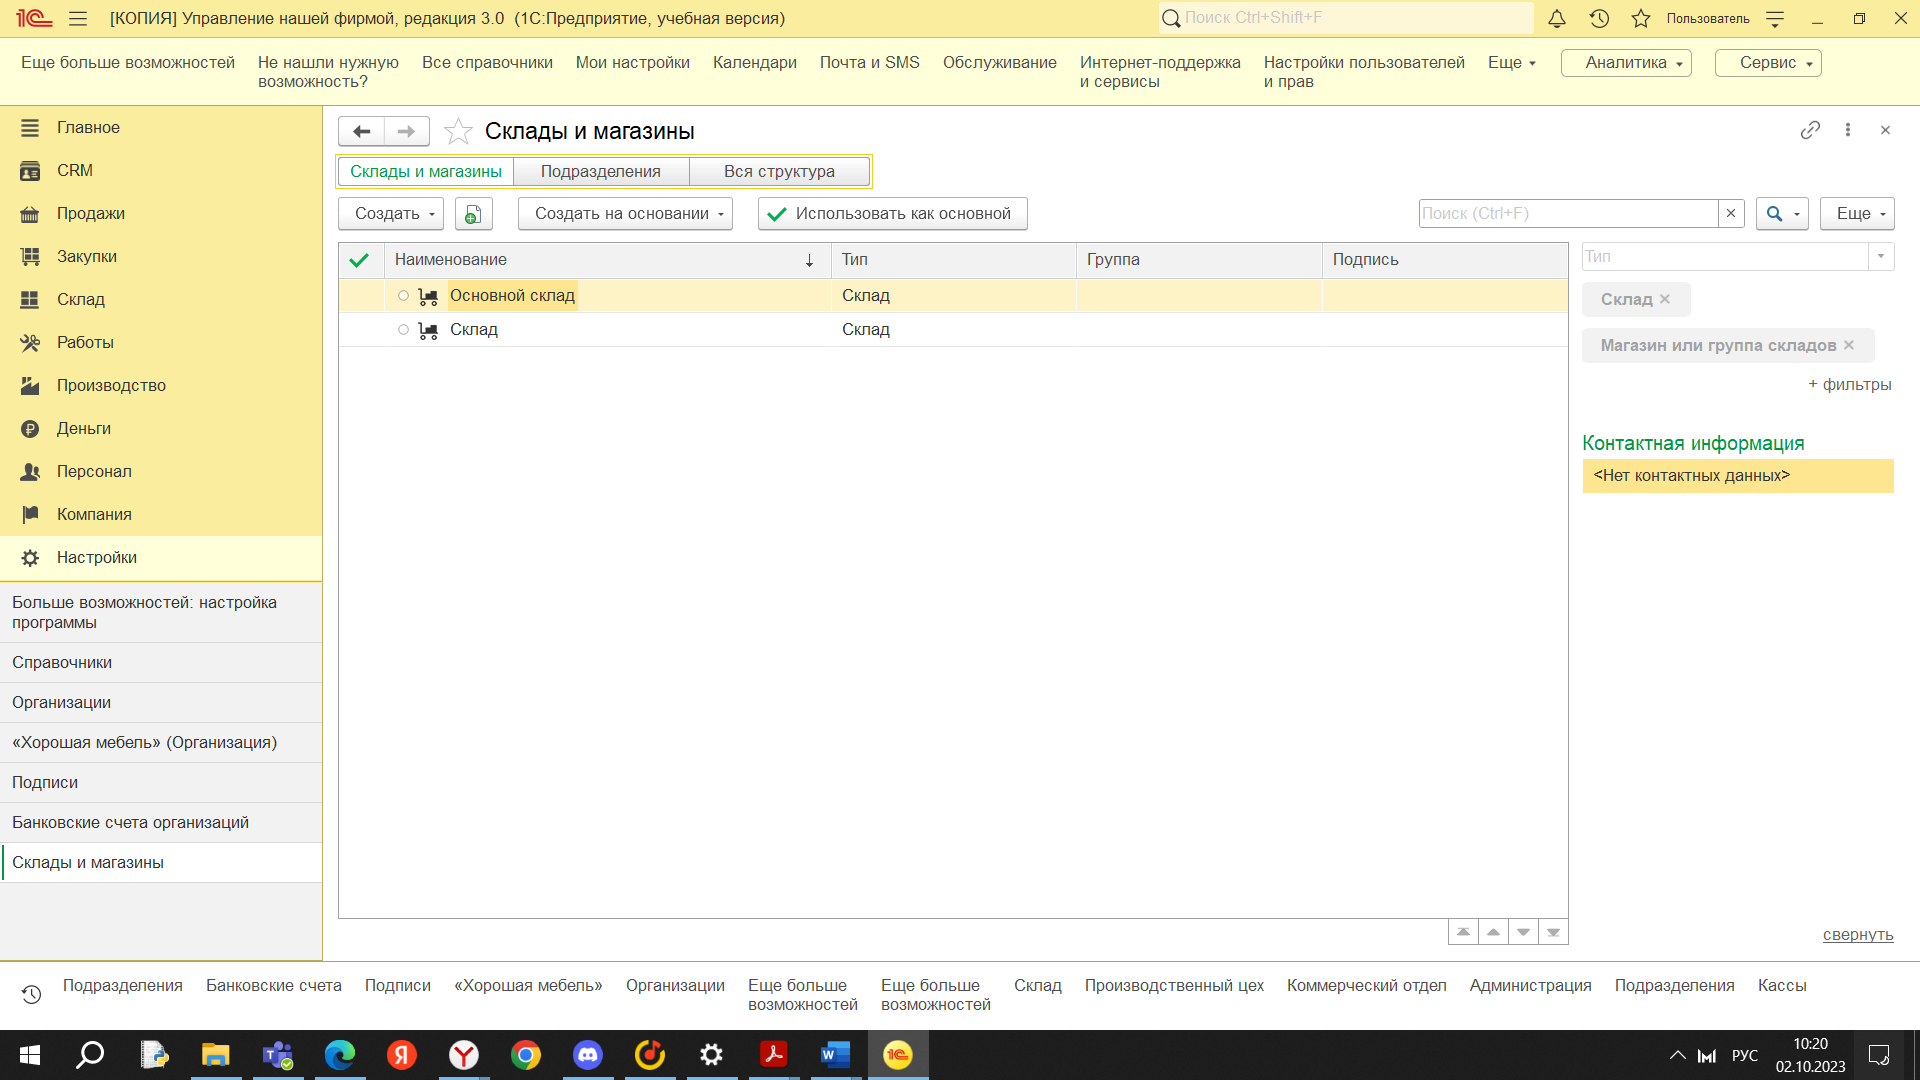 [КОПИЯ] Управление нашей фирмой, редакция 3.0 (1С:Предприятие, учебная версия)
Поиск Ctrl+Shift+F
Пользователь
Еще больше возможностей
Не нашли нужную
возможность?
Все справочники
Мои настройки
Календари
Почта и SMS
Обслуживание
Интернет-поддержка
и сервисы
Настройки пользователей
и прав
Еще
Аналитика
Сервис
Главное
CRM
Продажи
Закупки
Склад
Работы
Производство
Деньги
Персонал
Компания
Настройки
Больше возможностей: настройка
программы
Справочники
Организации
«Хорошая мебель» (Организация)
Подписи
Банковские счета организаций
Склады и магазины
Склады и магазины
Склады и магазины
Подразделения
Вся структура
Создать
Создать на основании
Использовать как основной
Поиск (Ctrl+F)
Еще
Наименование
Тип
Группа
Подпись
Основной склад
Склад
Склад
Склад
Тип
Склад
Магазин или группа складов
+ фильтры
Контактная информация
<Нет контактных данных>
свернуть
Подразделения
Банковские счета
Подписи
«Хорошая мебель»
Организации
Еще больше
возможностей
Еще больше
возможностей
Склад
Производственный цех
Коммерческий отдел
Администрация
Подразделения
Кассы
РУС
10:20
02.10.2023